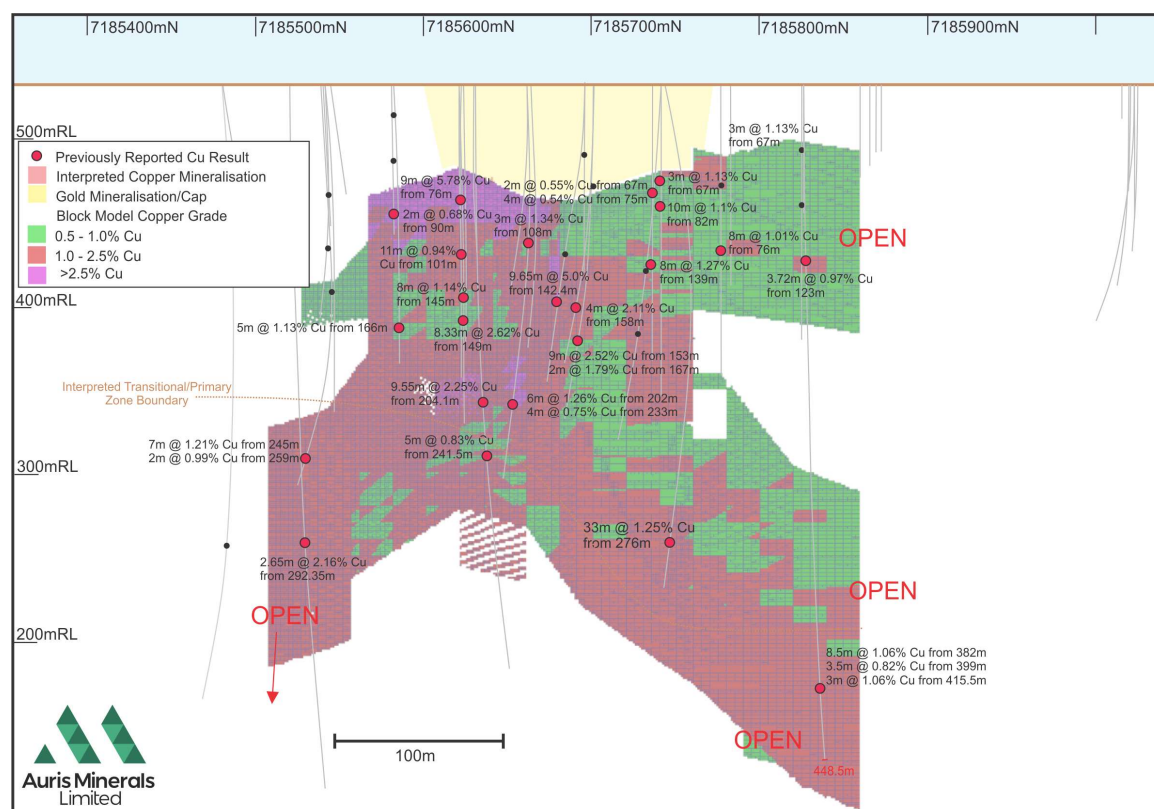 7185400mN
7185500mN
7185600mN
7185700mN
7185800mN
7185900mN
500mRL
400mRL
300mRL
200mRL
Previously Reported Cu Result
Interpreted Copper Mineralisation
Gold Mineralisation/Cap
Block Model Copper Grade
0.5 - 1.0% Cu
1.0 - 2.5% Cu
>2.5% Cu
3m @ 1.13% Cu
from 67m
9m @ 5.78% Cu
from 76m
2m @ 0.55% Cu from 67m
4m @ 0.54% Cu from 75m
3m @ 1.13% Cu
from 67m
2m @ 0.68% Cu
from 90m
3m @ 1.34% Cu
from 108m
10m @ 1.1% Cu
from 82m
11m @ 0.94%
Cu from 101m
8m @ 1.01% Cu
from 76m
OPEN
8m @ 1.14% Cu
from 145m
9.65m @ 5.0% Cu
from 142.4m
8m @ 1.27% Cu
from 139m
3.72m @ 0.97% Cu
from 123m
5m @ 1.13% Cu from 166m
8.33m @ 2.62% Cu
from 149m
4m @ 2.11% Cu
from 158m
9m @ 2.52% Cu from 153m
2m @ 1.79% Cu from 167m
Interpreted Transitional/Primary
Zone Boundary
9.55m @ 2.25% Cu
from 204.1m
6m @ 1.26% Cu from 202m
4m @ 0.75% Cu from 233m
7m @ 1.21% Cu from 245m
2m @ 0.99% Cu from 259m
5m @ 0.83% Cu
from 241.5m
33m @ 1.25% Cu
from 276m
2.65m @ 2.16% Cu
from 292.35m
OPEN
OPEN
8.5m @ 1.06% Cu from 382m
3.5m @ 0.82% Cu from 399m
3m @ 1.06% Cu from 415.5m
OPEN
448.5m
100m
Auris Minerals
Limited